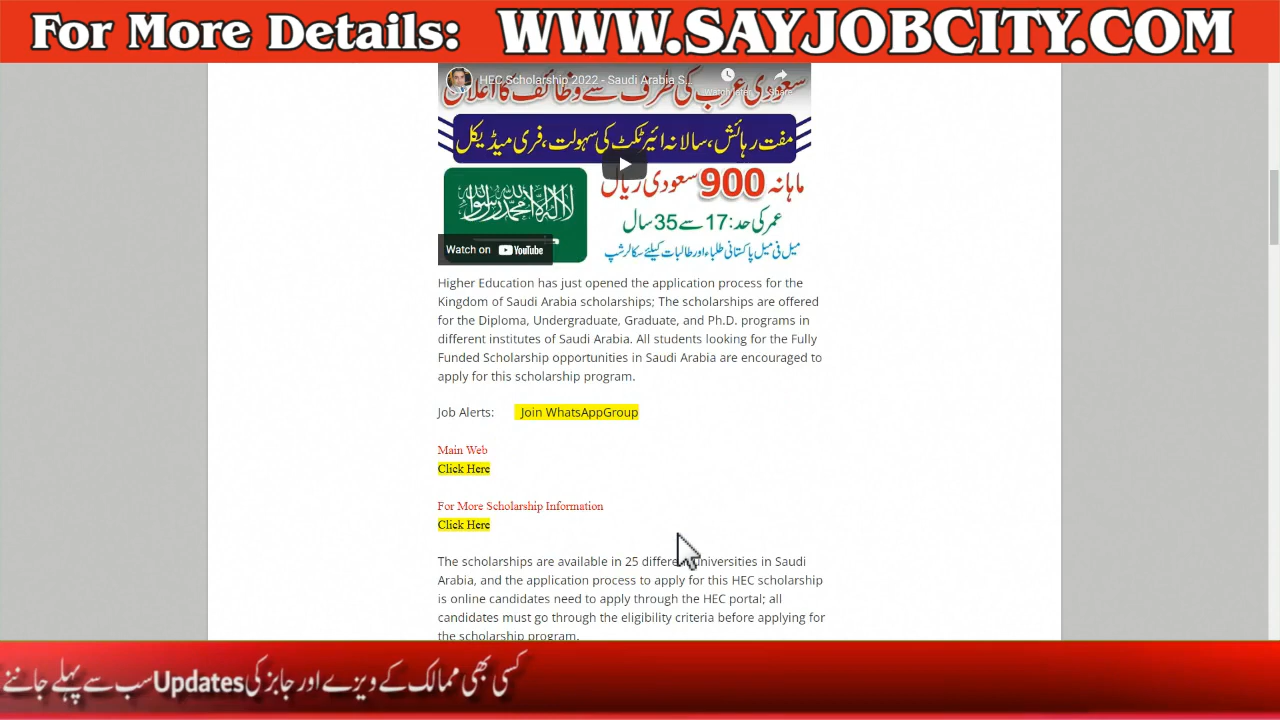 For More Details: WWW.SAYJOBCITY.COM
HEC Scholarship 2022 - Saudi Arabia S...
Watch later
Share
سعودی عرب کی طرف سے وظائف کا اعلان
مفت رہائش، سالانہ ائیر ٹکٹ کی سہولت، فری میڈیکل
ماہانہ 900 سعودی ریال
لا إله إلا الله محمد رسول الله
عمر کی حد: 17 سے 35 سال
Watch on YouTube
میل فی میل پاکستانی طلباء اور طالبات کیلئے سکالرشپ
Higher Education has just opened the application process for the
Kingdom of Saudi Arabia scholarships; The scholarships are offered
for the Diploma, Undergraduate, Graduate, and Ph.D. programs in
different institutes of Saudi Arabia. All students looking for the Fully
Funded Scholarship opportunities in Saudi Arabia are encouraged to
apply for this scholarship program.
Job Alerts: Join WhatsAppGroup
Main Web
Click Here
For More Scholarship Information
Click Here
The scholarships are available in 25 different universities in Saudi
Arabia, and the application process to apply for this HEC scholarship
is online candidates need to apply through the HEC portal; all
candidates must go through the eligibility criteria before applying for
the scholarship program.
کسی بھی ممالک کے ویزے اور جابز کی Updates سب سے پہلے جاننے